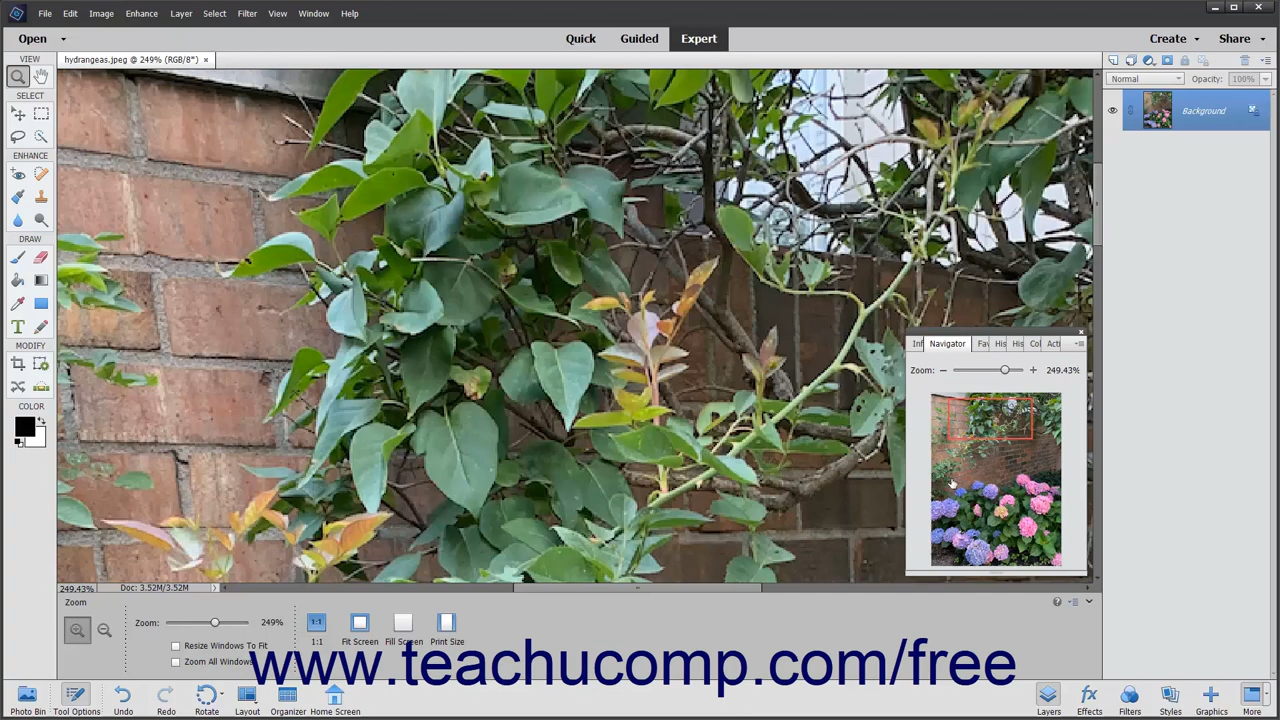 File Edit Image Enhance Layer Select Filter View Window Help
Open Quick Guided Expert Create Share
VIEW hydrangeas.jpeg @ 249% (RGB/8*) ×
Normal Opacity: 100%
SELECT
Background
ENHANCE
DRAW
T
MODIFY
COLOR
Navigator
Zoom: 249.43%
249.43% Doc: 3.52M/3.52M
Zoom
Zoom: 249% 1:1
1:1 Fit Screen Fill Screen Print Size
Resize Windows To Fit
Zoom All Windows
www.teachucomp.com/free
fx
Photo Bin Tool Options Undo Redo Rotate Layout Organizer Home Screen Layers Effects Filters Styles Graphics More